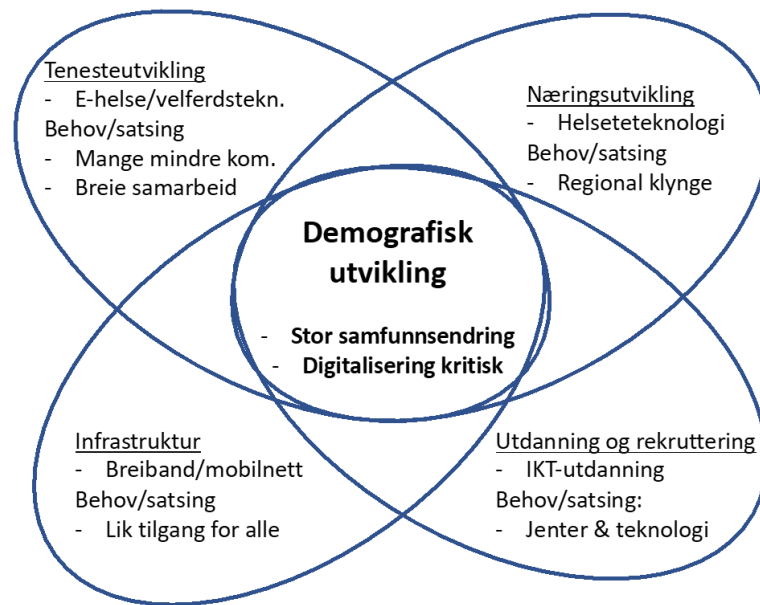 Tenesteutvikling
- E-helse/velferdstekn.
Behov/satsing
- Mange mindre kom.
- Breie samarbeid
Næringsutvikling
- Helseteteknologi
Behov/satsing
- Regional klynge
Demografisk
utvikling
- Stor samfunnsendring
- Digitalisering kritisk
Infrastruktur
- Breiband/mobilnett
Behov/satsing
- Lik tilgang for alle
Utdanning og rekruttering
- IKT-utdanning
Behov/satsing:
- Jenter & teknologi